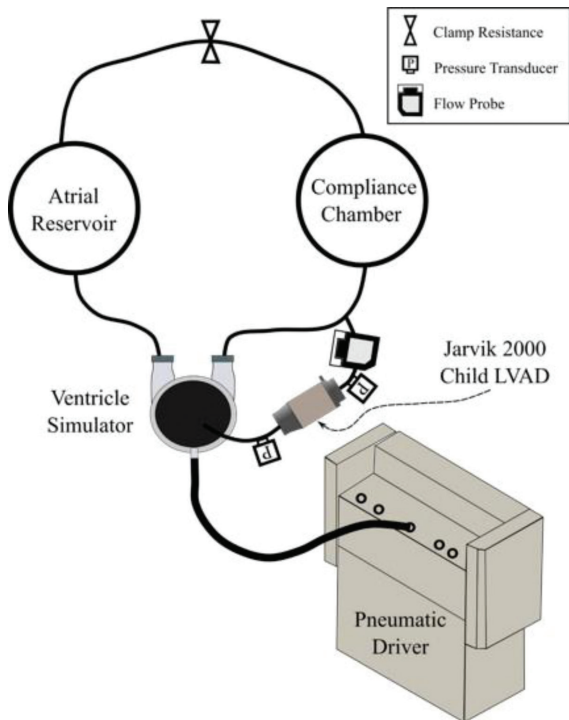 Clamp Resistance
P
Pressure Transducer
Flow Probe
Atrial
Reservoir
Compliance
Chamber
Ventricle
Simulator
P
P
Jarvik 2000
Child LVAD
Pneumatic
Driver